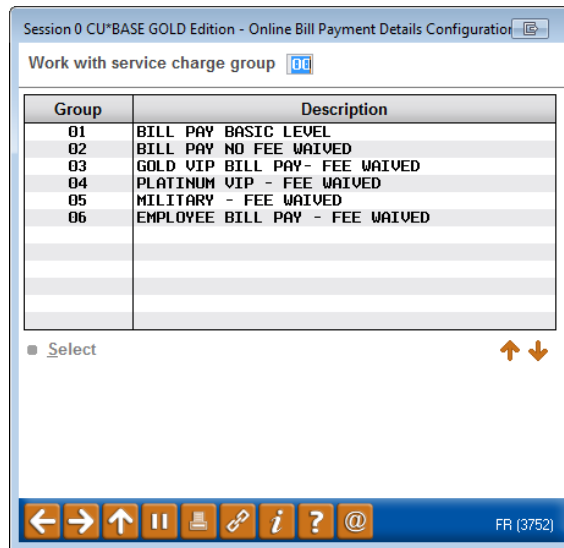 Session 0 CU*BASE GOLD Edition - Online Bill Payment Details Configuration
Work with service charge group 00
Group Description
01 BILL PAY BASIC LEVEL
02 BILL PAY NO FEE WAIVED
03 GOLD VIP BILL PAY- FEE WAIVED
04 PLATINUM VIP - FEE WAIVED
05 MILITARY - FEE WAIVED
06 EMPLOYEE BILL PAY - FEE WAIVED
Select
FR (3752)